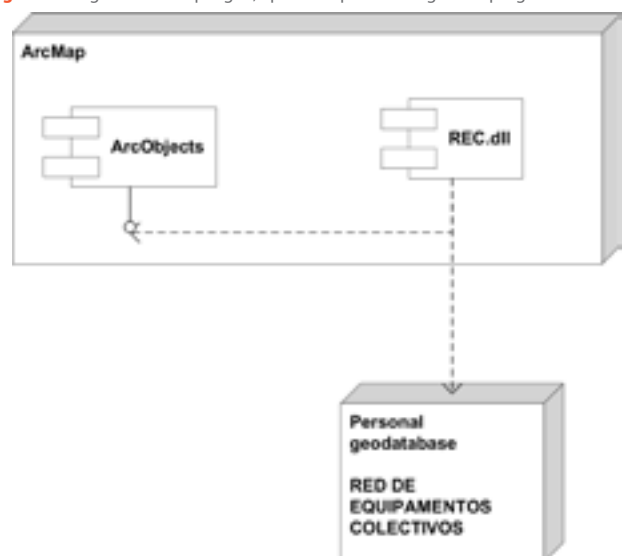 ArcMap
ArcObjects
REC.dll
Personal
geodatabase
RED DE
EQUIPAMENTOS
COLECTIVOS